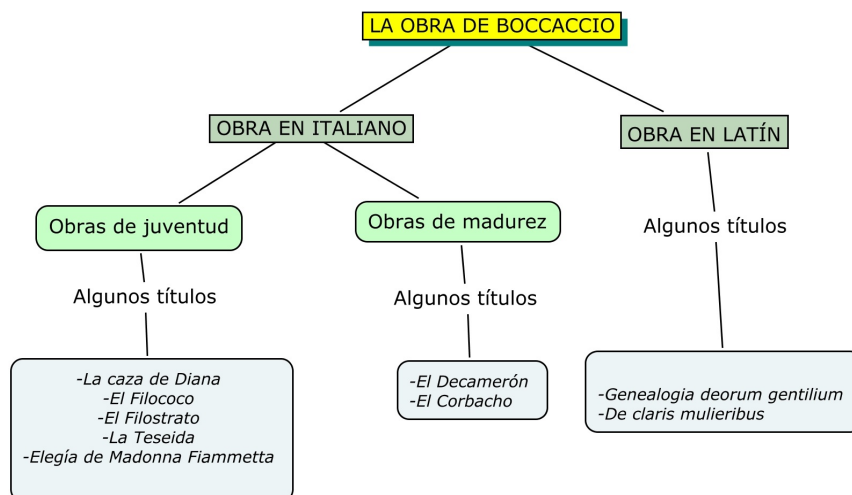 LA OBRA DE BOCCACCIO
OBRA EN ITALIANO
OBRA EN LATÍN
Obras de juventud
Obras de madurez
Algunos títulos
Algunos títulos
Algunos títulos
-La caza de Diana
-El Filococo
-El Filostrato
-La Teseida
-Elegía de Madonna Fiammetta
-El Decamerón
-El Corbacho
-Genealogia deorum gentilium
-De claris mulieribus